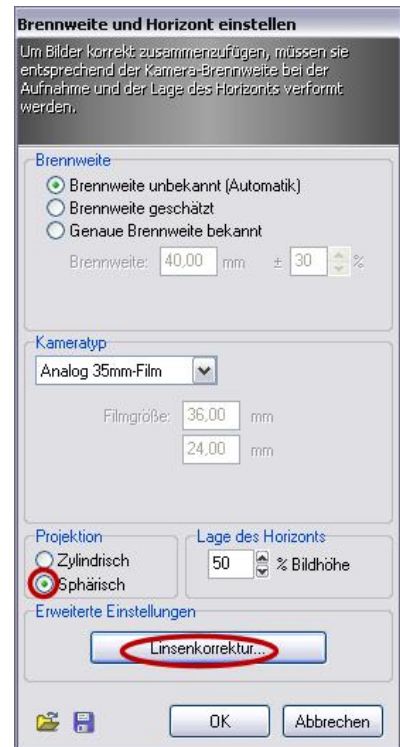 Brennweite und Horizont einstellen
Um Bilder korrekt zusammenzufügen, müssen sie
entsprechend der Kamera-Brennweite bei der
Aufnahme und der Lage des Horizonts verformt
werden.
Brennweite
Brennweite unbekannt (Automatik)
Brennweite geschätzt
Genaue Brennweite bekannt
Brennweite: 40,00 mm ± 30 %
Kameratyp
Analog 35mm-Film
Filmgröße: 36,00 mm
24,00 mm
Projektion
Zylindrisch
Sphärisch
Lage des Horizonts
50 % Bildhöhe
Erweiterte Einstellungen
Linsenkorrektur...
OK Abbrechen